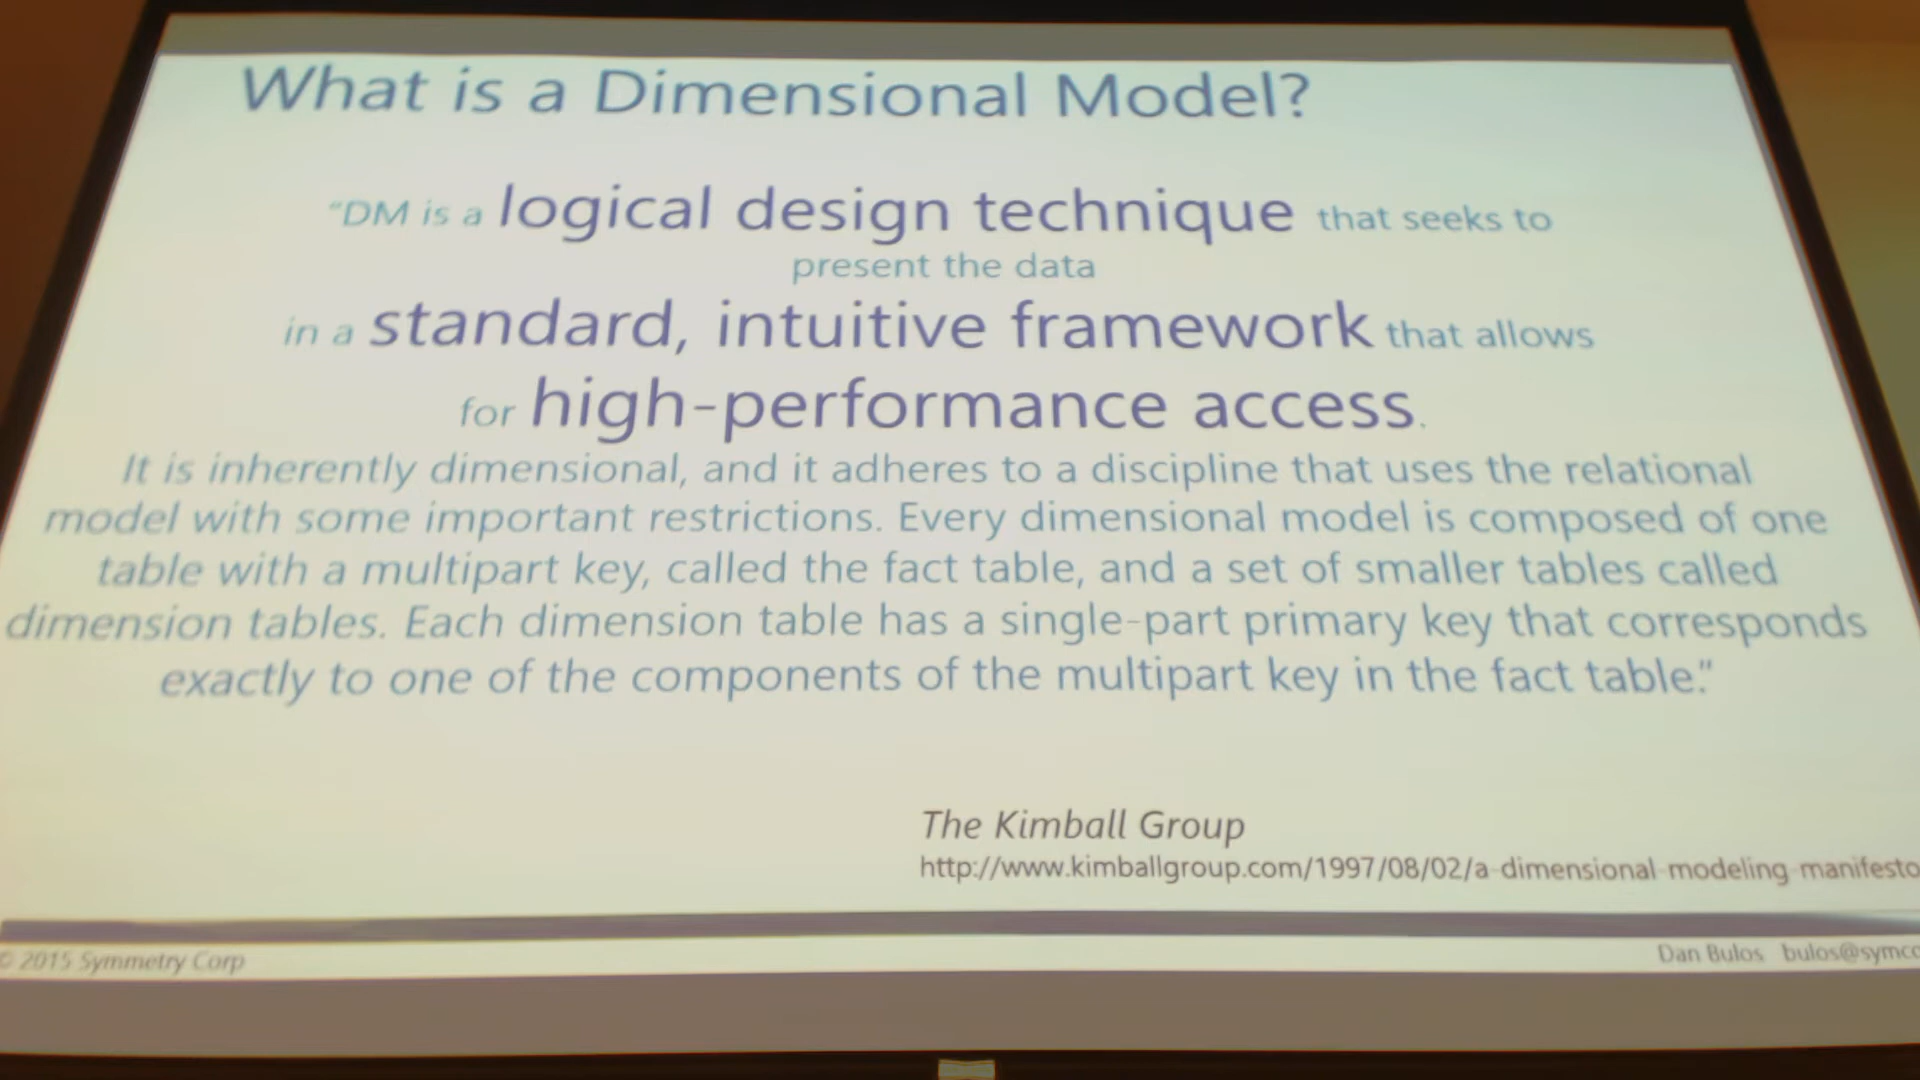 What is a Dimensional Model?
“DM is a logical design technique that seeks to
present the data
in a standard, intuitive framework that allows
for high-performance access.
It is inherently dimensional, and it adheres to a discipline that uses the relational
model with some important restrictions. Every dimensional model is composed of one
table with a multipart key, called the fact table, and a set of smaller tables called
dimension tables. Each dimension table has a single-part primary key that corresponds
exactly to one of the components of the multipart key in the fact table.”
The Kimball Group
http://www.kimballgroup.com/1997/08/02/a-dimensional-modeling-manifesto
© 2015 Symmetry Corp
Dan Bulos bulos@symco